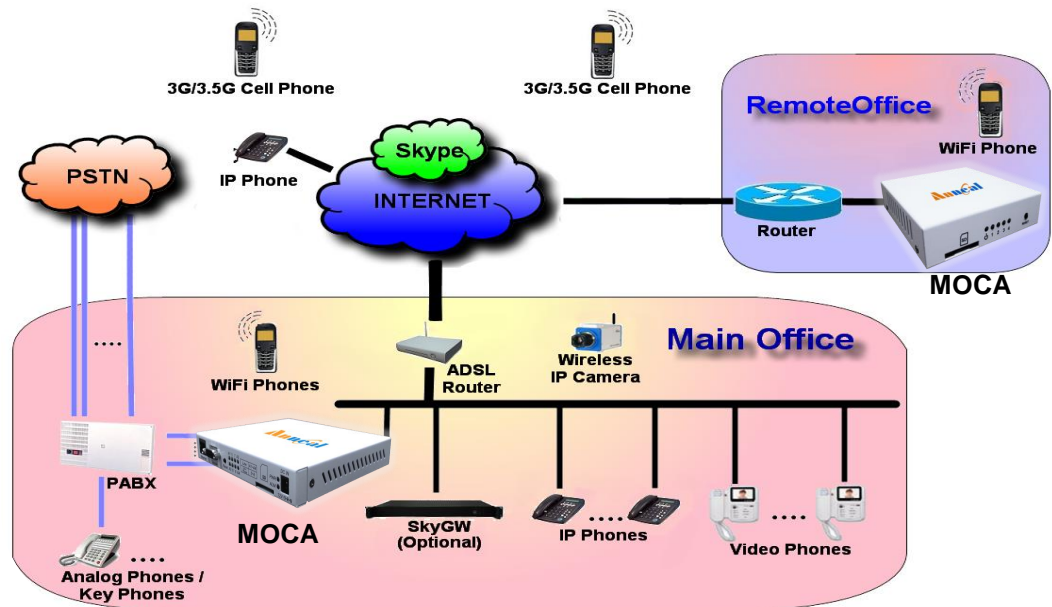 3G/3.5G Cell Phone
3G/3.5G Cell Phone
RemoteOffice
WiFi Phone
PSTN
IP Phone
Skype
INTERNET
Router
Anneal
MOCA
Main Office
WiFi Phones
ADSL
Router
Wireless
IP Camera
PABX
Anneal
MOCA
SkyGW
(Optional)
IP Phones
Video Phones
Analog Phones /
Key Phones